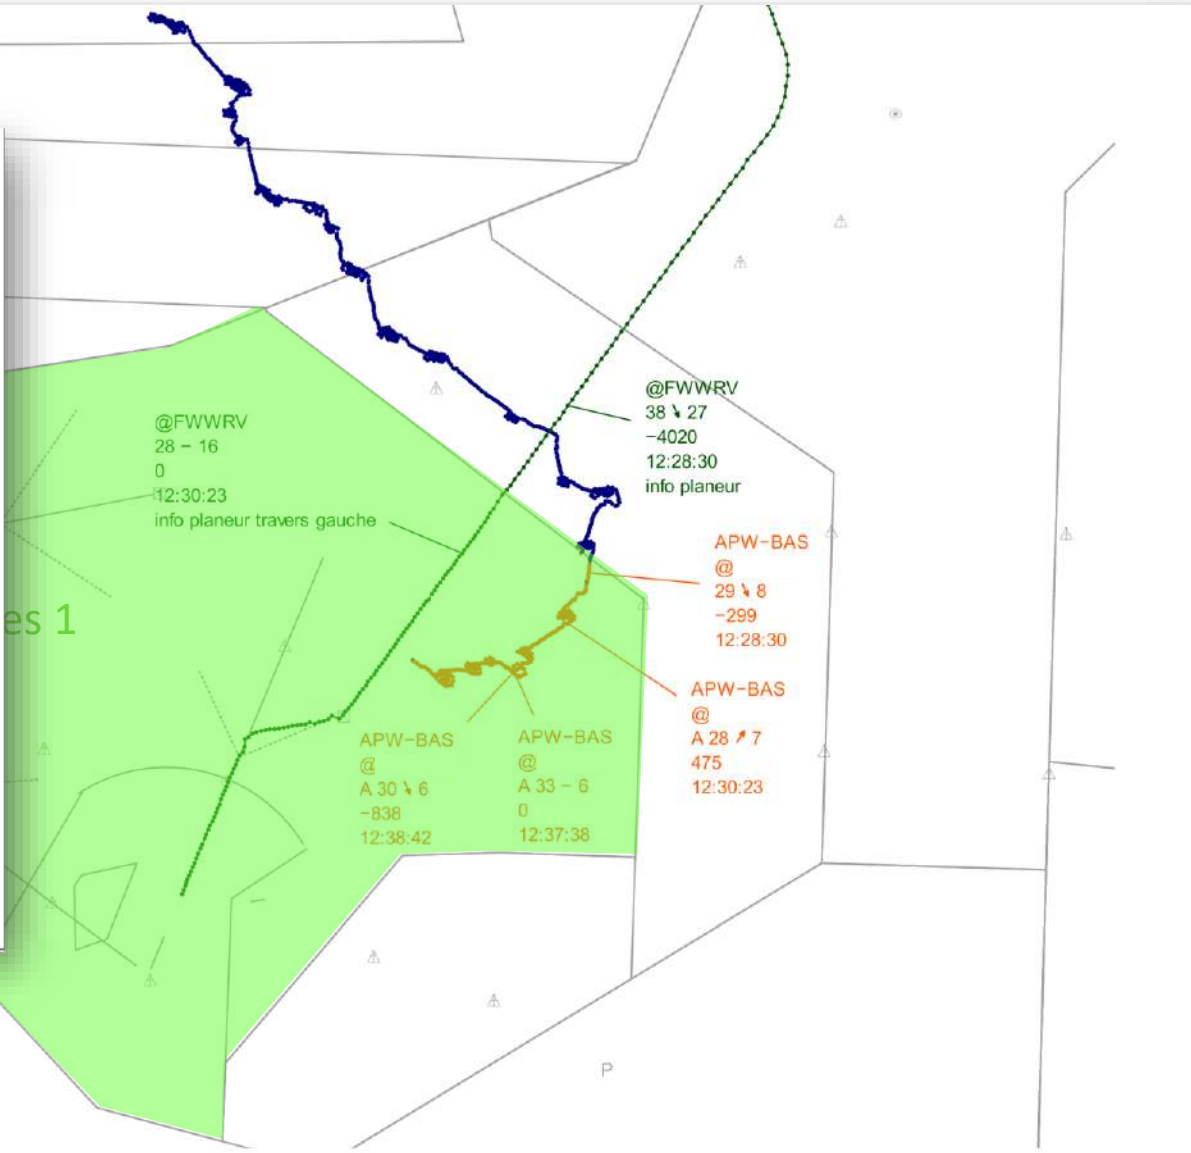 @FWWRV
38 ↘ 27
−4020
12:28:30
info planeur
@FWWRV
28 − 16
0
12:30:23
info planeur travers gauche
APW−BAS
@
29 ↘ 8
−299
12:28:30
es 1
APW−BAS
@
A 28 ↗ 7
475
12:30:23
APW−BAS
@
A 30 ↘ 6
−838
12:38:42
APW−BAS
@
A 33 − 6
0
12:37:38
P